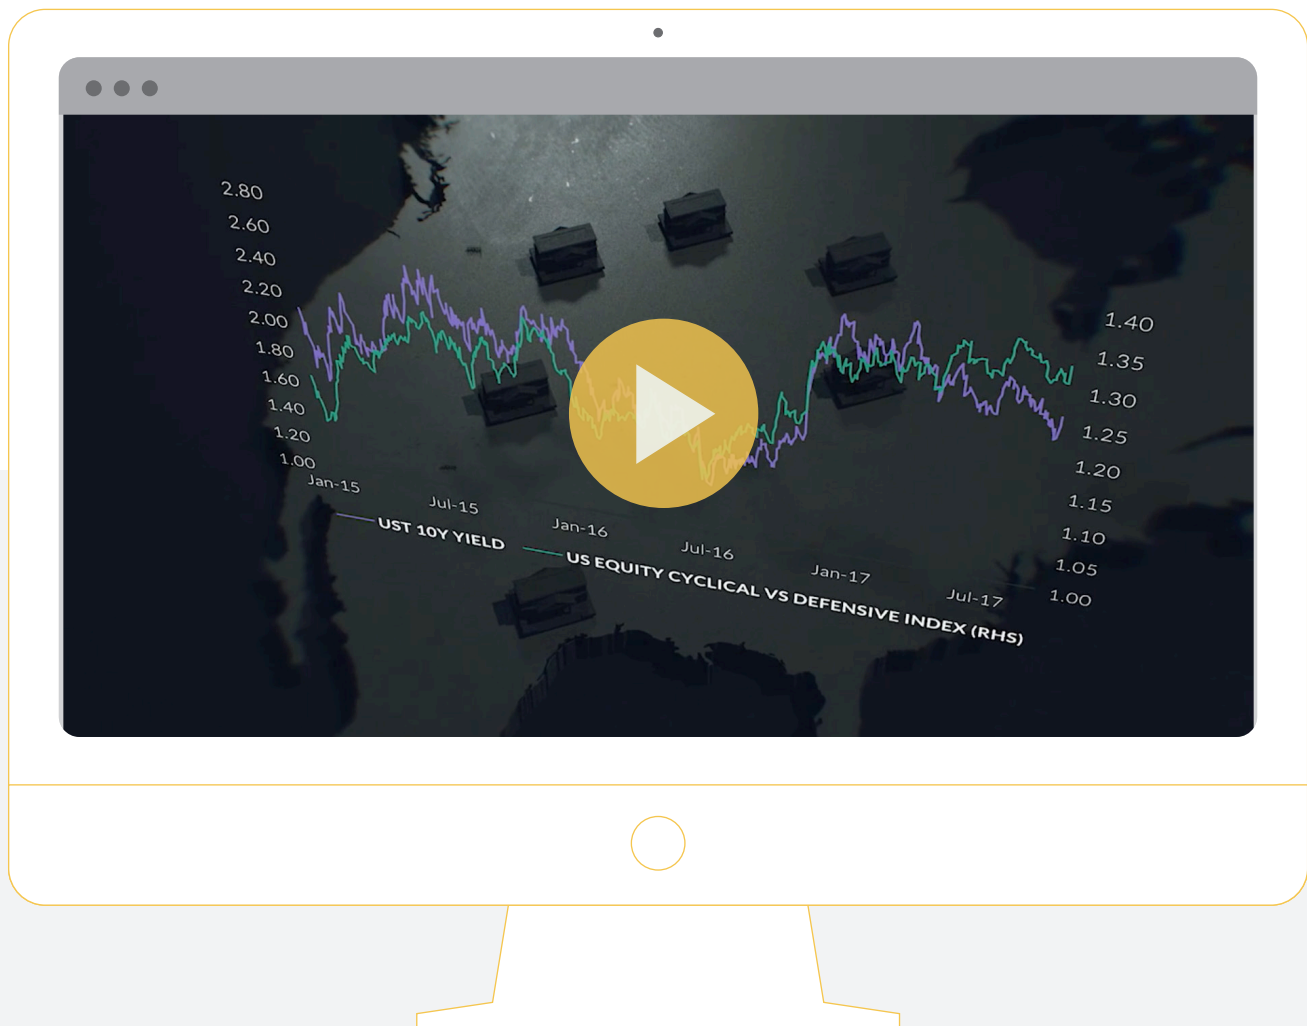 2.80
2.60
2.40
2.20
2.00
1.80
1.60
1.40
1.20
1.00
1.40
1.35
1.30
1.25
1.20
1.15
1.10
1.05
1.00
Jan-15
Jul-15
Jan-16
Jul-16
Jan-17
Jul-17
UST 10Y YIELD
US EQUITY CYCLICAL VS DEFENSIVE INDEX (RHS)